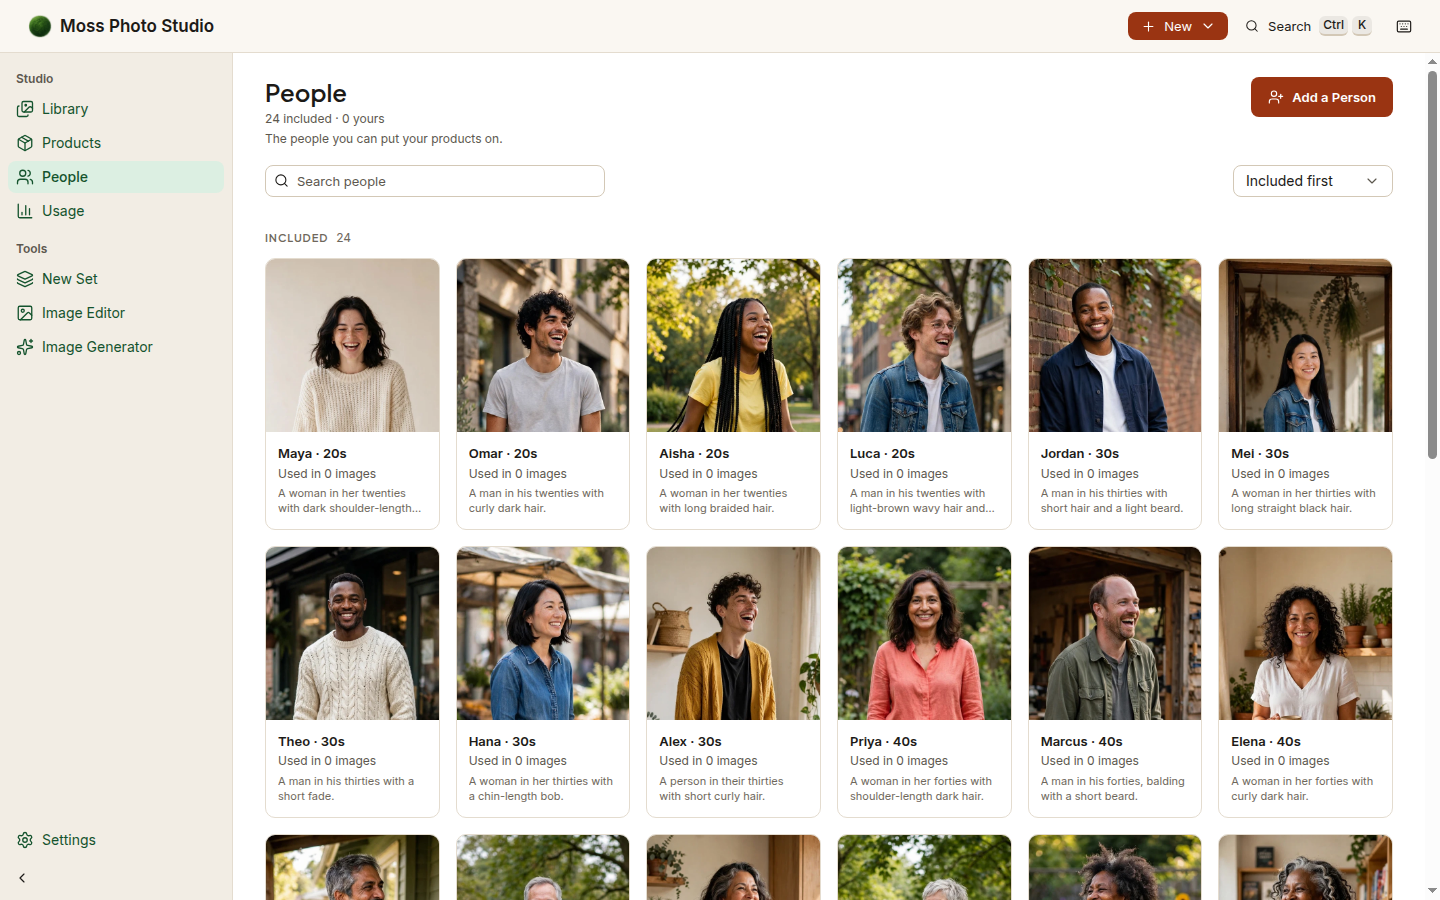 Moss Photo Studio
New
Search Ctrl K
Studio
Library
Products
People
Usage
Tools
New Set
Image Editor
Image Generator
Settings
People
24 included · 0 yours
The people you can put your products on.
Add a Person
Search people
Included first
INCLUDED 24
Maya · 20s
Used in 0 images
A woman in her twenties
with dark shoulder-length...
Omar · 20s
Used in 0 images
A man in his twenties with
curly dark hair.
Aisha · 20s
Used in 0 images
A woman in her twenties
with long braided hair.
Luca · 20s
Used in 0 images
A man in his twenties with
light-brown wavy hair and...
Jordan · 30s
Used in 0 images
A man in his thirties with
short hair and a light beard.
Mei · 30s
Used in 0 images
A woman in her thirties with
long straight black hair.
Theo · 30s
Used in 0 images
A man in his thirties with a
short fade.
Hana · 30s
Used in 0 images
A woman in her thirties with
a chin-length bob.
Alex · 30s
Used in 0 images
A person in their thirties
with short curly hair.
Priya · 40s
Used in 0 images
A woman in her forties with
shoulder-length dark hair.
Marcus · 40s
Used in 0 images
A man in his forties, balding
with a short beard.
Elena · 40s
Used in 0 images
A woman in her forties with
curly dark hair.